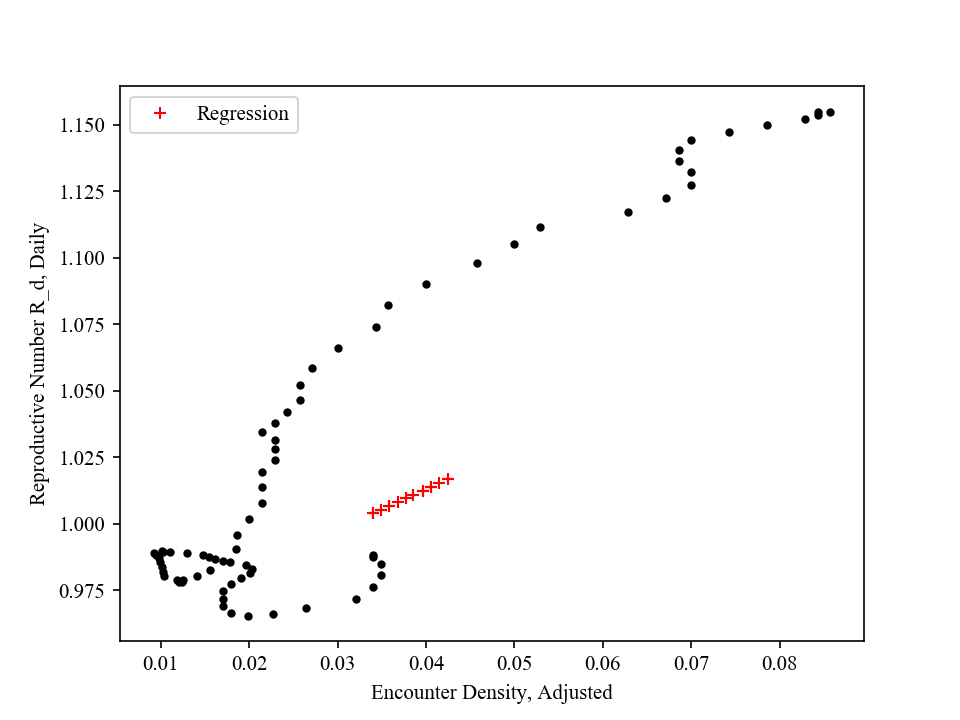 Regression
1.150
1.125
1.100
1.075
1.050
1.025
1.000
0.975
Reproductive Number R_d, Daily
0.01 0.02 0.03 0.04 0.05 0.06 0.07 0.08
Encounter Density, Adjusted